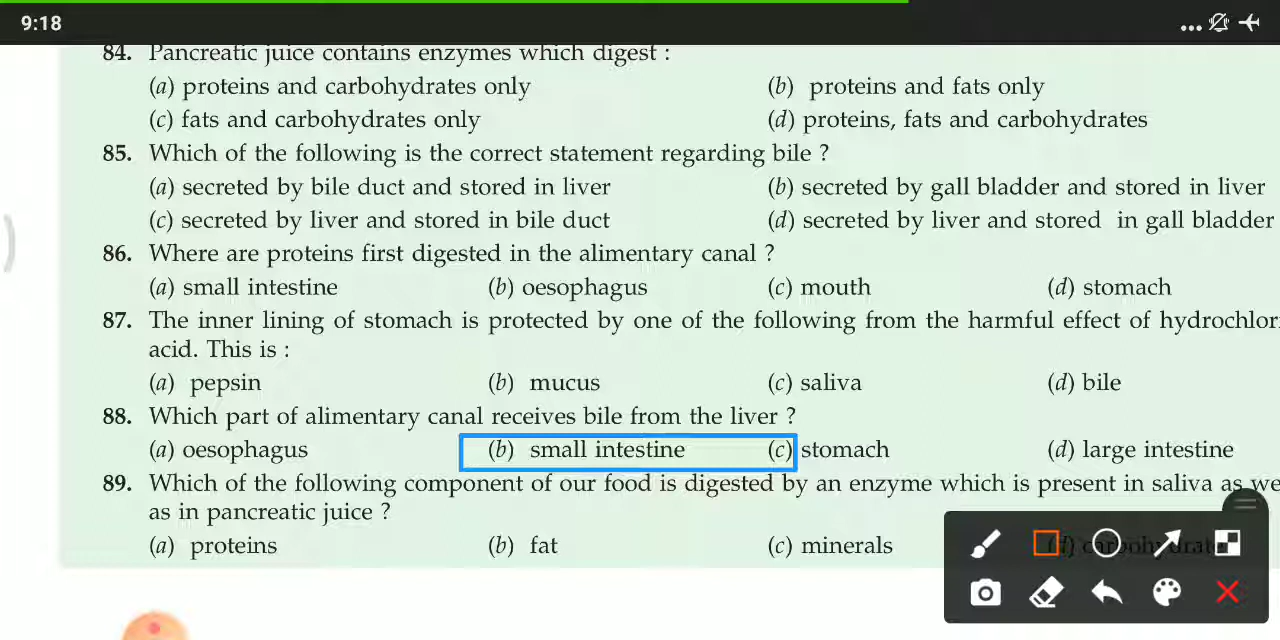 9:18
84. Pancreatic juice contains enzymes which digest :
(a) proteins and carbohydrates only (b) proteins and fats only
(c) fats and carbohydrates only (d) proteins, fats and carbohydrates
85. Which of the following is the correct statement regarding bile ?
(a) secreted by bile duct and stored in liver (b) secreted by gall bladder and stored in liver
(c) secreted by liver and stored in bile duct (d) secreted by liver and stored in gall bladder
86. Where are proteins first digested in the alimentary canal ?
(a) small intestine (b) oesophagus (c) mouth (d) stomach
87. The inner lining of stomach is protected by one of the following from the harmful effect of hydrochlori
acid. This is :
(a) pepsin (b) mucus (c) saliva (d) bile
88. Which part of alimentary canal receives bile from the liver ?
(a) oesophagus (b) small intestine (c) stomach (d) large intestine
89. Which of the following component of our food is digested by an enzyme which is present in saliva as we
as in pancreatic juice ?
(a) proteins (b) fat (c) minerals (d) carbohydrate